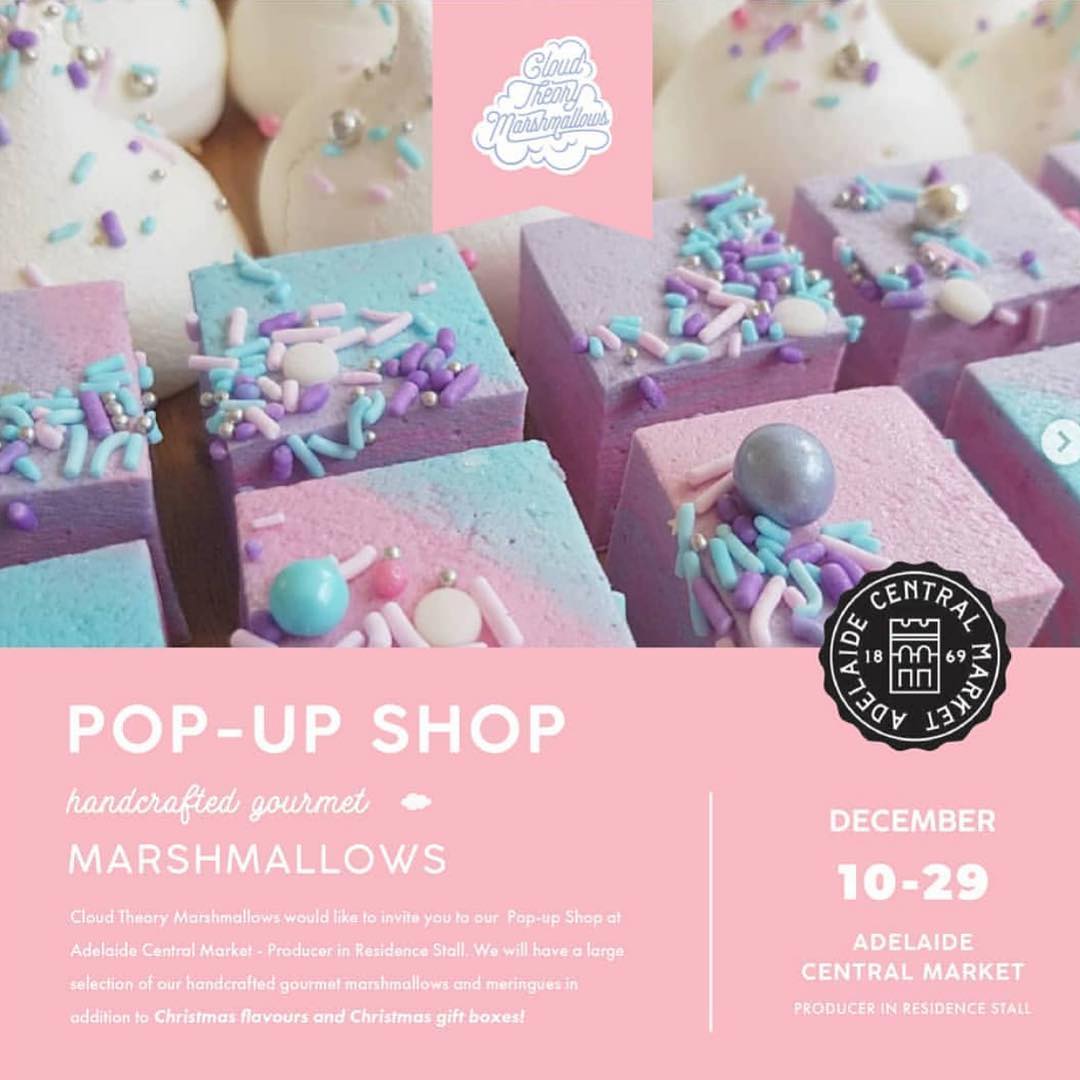 Cloud
Theory
Marshmallows
ADELAIDE CENTRAL MARKET
18 69
POP-UP SHOP
handcrafted gourmet
MARSHMALLOWS
Cloud Theory Marshmallows would like to invite you to our Pop-up Shop at
Adelaide Central Market - Producer in Residence Stall. We will have a large
selection of our handcrafted gourmet marshmallows and meringues in
addition to Christmas flavours and Christmas gift boxes!
DECEMBER
10-29
ADELAIDE
CENTRAL MARKET
PRODUCER IN RESIDENCE STALL